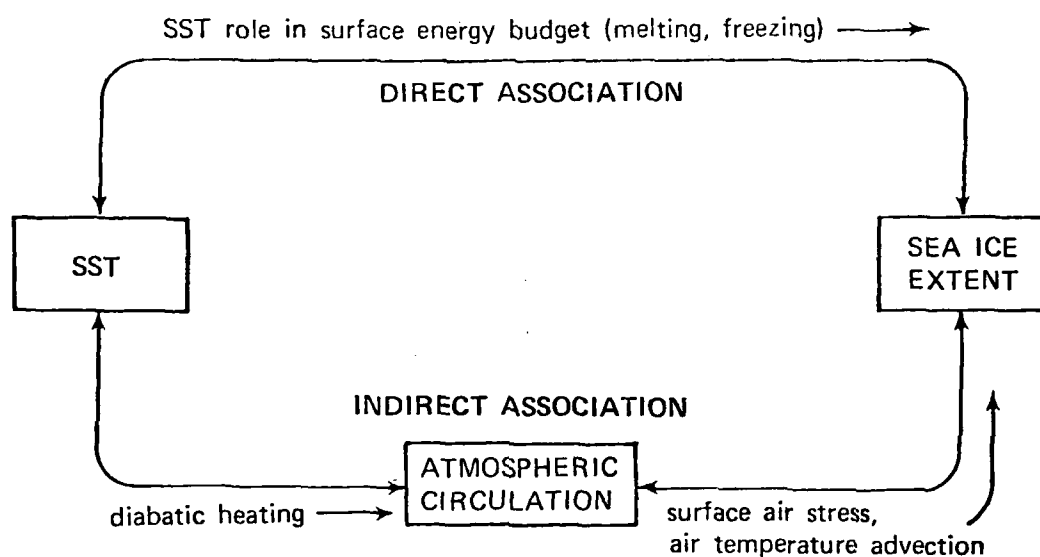 SST role in surface energy budget (melting, freezing)
DIRECT ASSOCIATION
SST
SEA ICE
EXTENT
INDIRECT ASSOCIATION
ATMOSPHERIC
CIRCULATION
diabatic heating
surface air stress,
air temperature advection